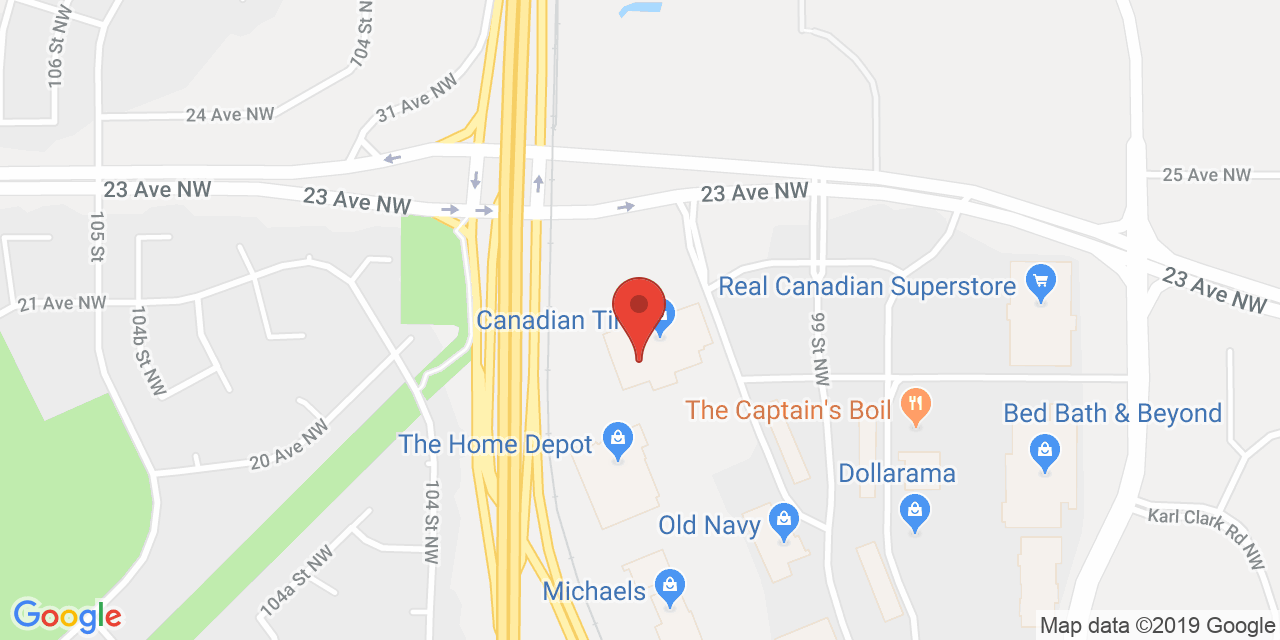 106 St NW
104 St N
31 Ave NW
24 Ave NW
25 Ave NW
23 Ave NW
23 Ave NW
23 Ave NW
105 St
21 Ave NW
Real Canadian Superstore
23 Ave NW
Canadian Ti
104b St NW
99 St NW
The Captain's Boil
Bed Bath & Beyond
20 Ave NW
The Home Depot
Dollarama
104 St NW
Old Navy
Karl Clark Rd NW
104a St NW
Michaels
Google
Map data ©2019 Google